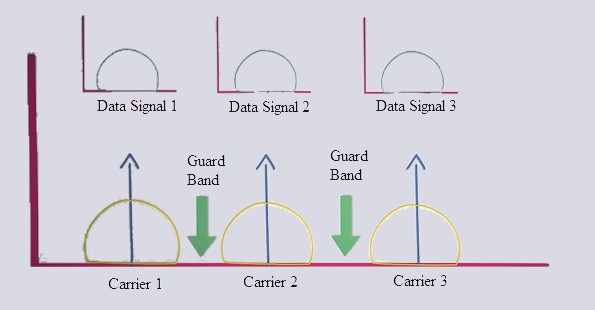 Data Signal 1
Data Signal 2
Data Signal 3
Guard
Band
Guard
Band
Carrier 1
Carrier 2
Carrier 3